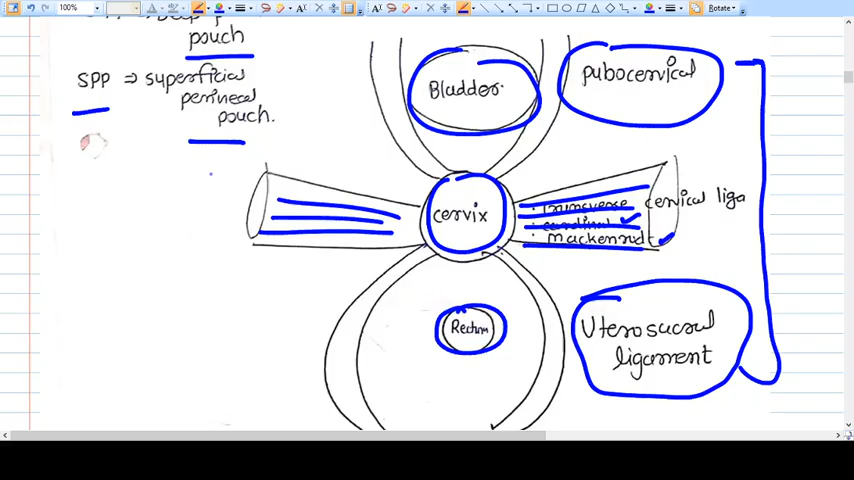 100%
Rotate
pouch
SPP ⇒ superficial
perineal
pouch.
Bladder
pubocervical
cervix
Transverse cervical liga
cardinal
mackenrodt
Rectum
Uterosacral
ligament